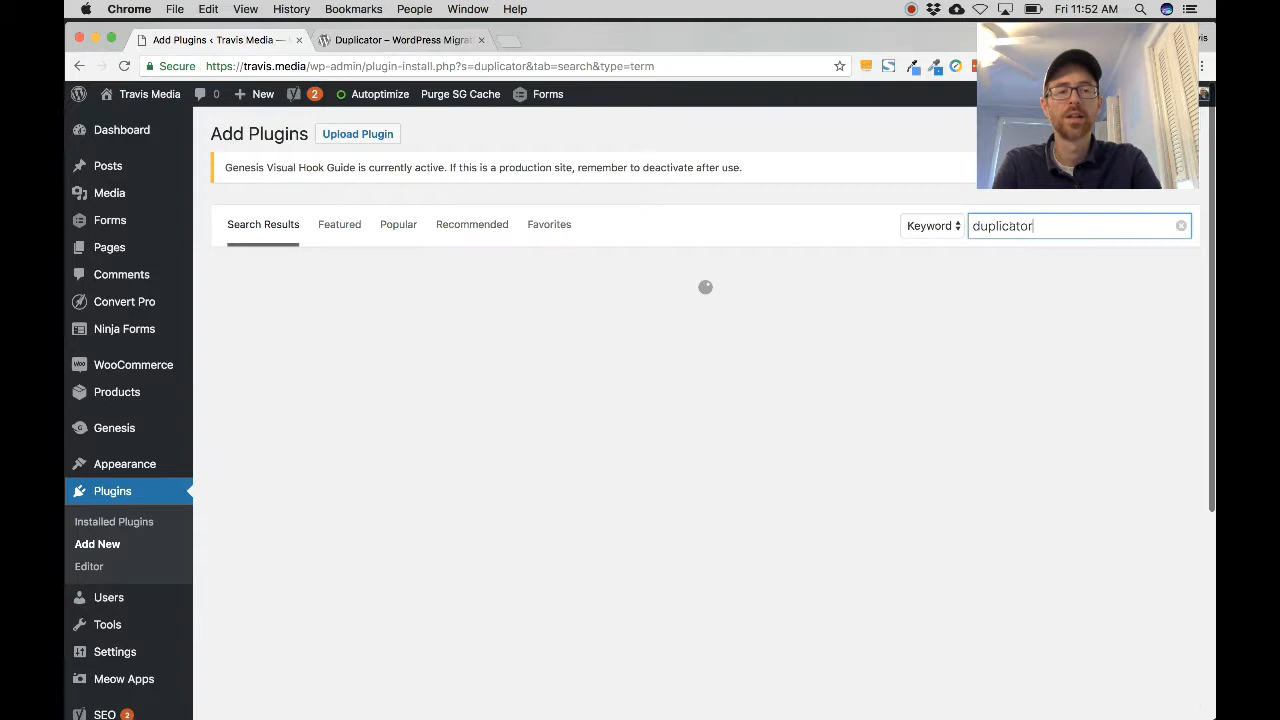 Chrome File Edit View History Bookmarks People Window Help Fri 11:52 AM
Add Plugins ‹ Travis Media — Duplicator – WordPress Migrat
Secure https://travis.media/wp-admin/plugin-install.php?s=duplicator&tab=search&type=term
Travis Media 0 New 2 Autoptimize Purge SG Cache Forms
Dashboard
Posts
Media
Forms
Pages
Comments
Convert Pro
Ninja Forms
WooCommerce
Products
Genesis
Appearance
Plugins
Installed Plugins
Add New
Editor
Users
Tools
Settings
Meow Apps
SEO 2
Add Plugins Upload Plugin
Genesis Visual Hook Guide is currently active. If this is a production site, remember to deactivate after use.
Search Results Featured Popular Recommended Favorites Keyword duplicator